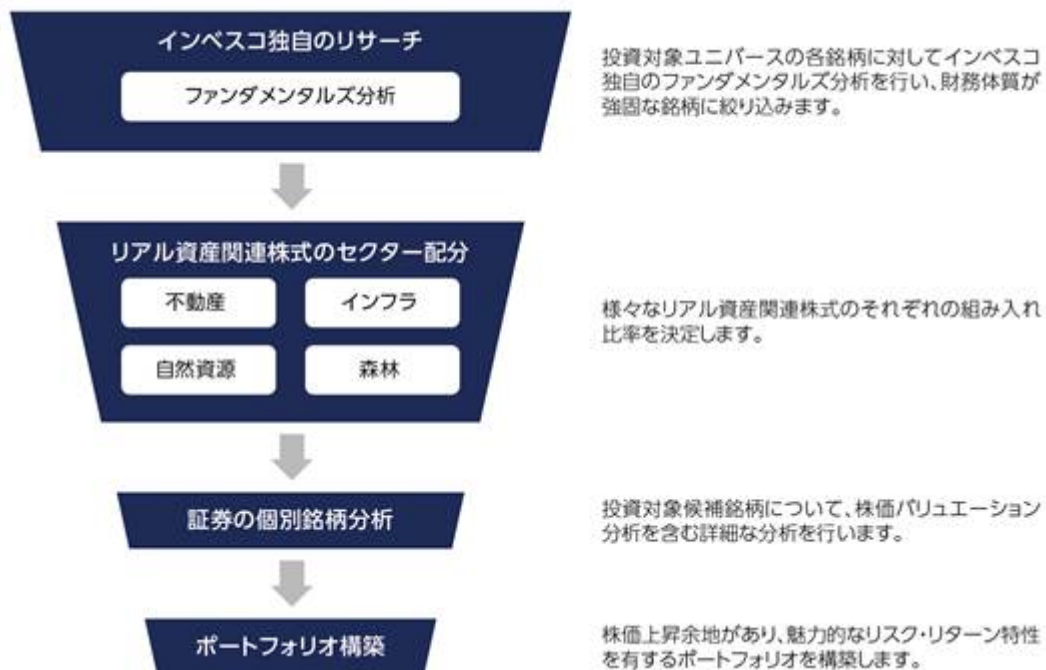 インベスコ独自のリサーチ
ファンダメンタルズ分析
投資対象ユニバースの各銘柄に対してインベスコ
独自のファンダメンタルズ分析を行い、財務体質が
強固な銘柄に絞り込みます。
リアル資産関連株式のセクター配分
不動産
インフラ
自然資源
森林
様々なリアル資産関連株式のそれぞれの組み入れ
比率を決定します。
証券の個別銘柄分析
投資対象候補銘柄について、株価バリュエーション
分析を含む詳細な分析を行います。
ポートフォリオ構築
株価上昇余地があり、魅力的なリスク・リターン特性
を有するポートフォリオを構築します。